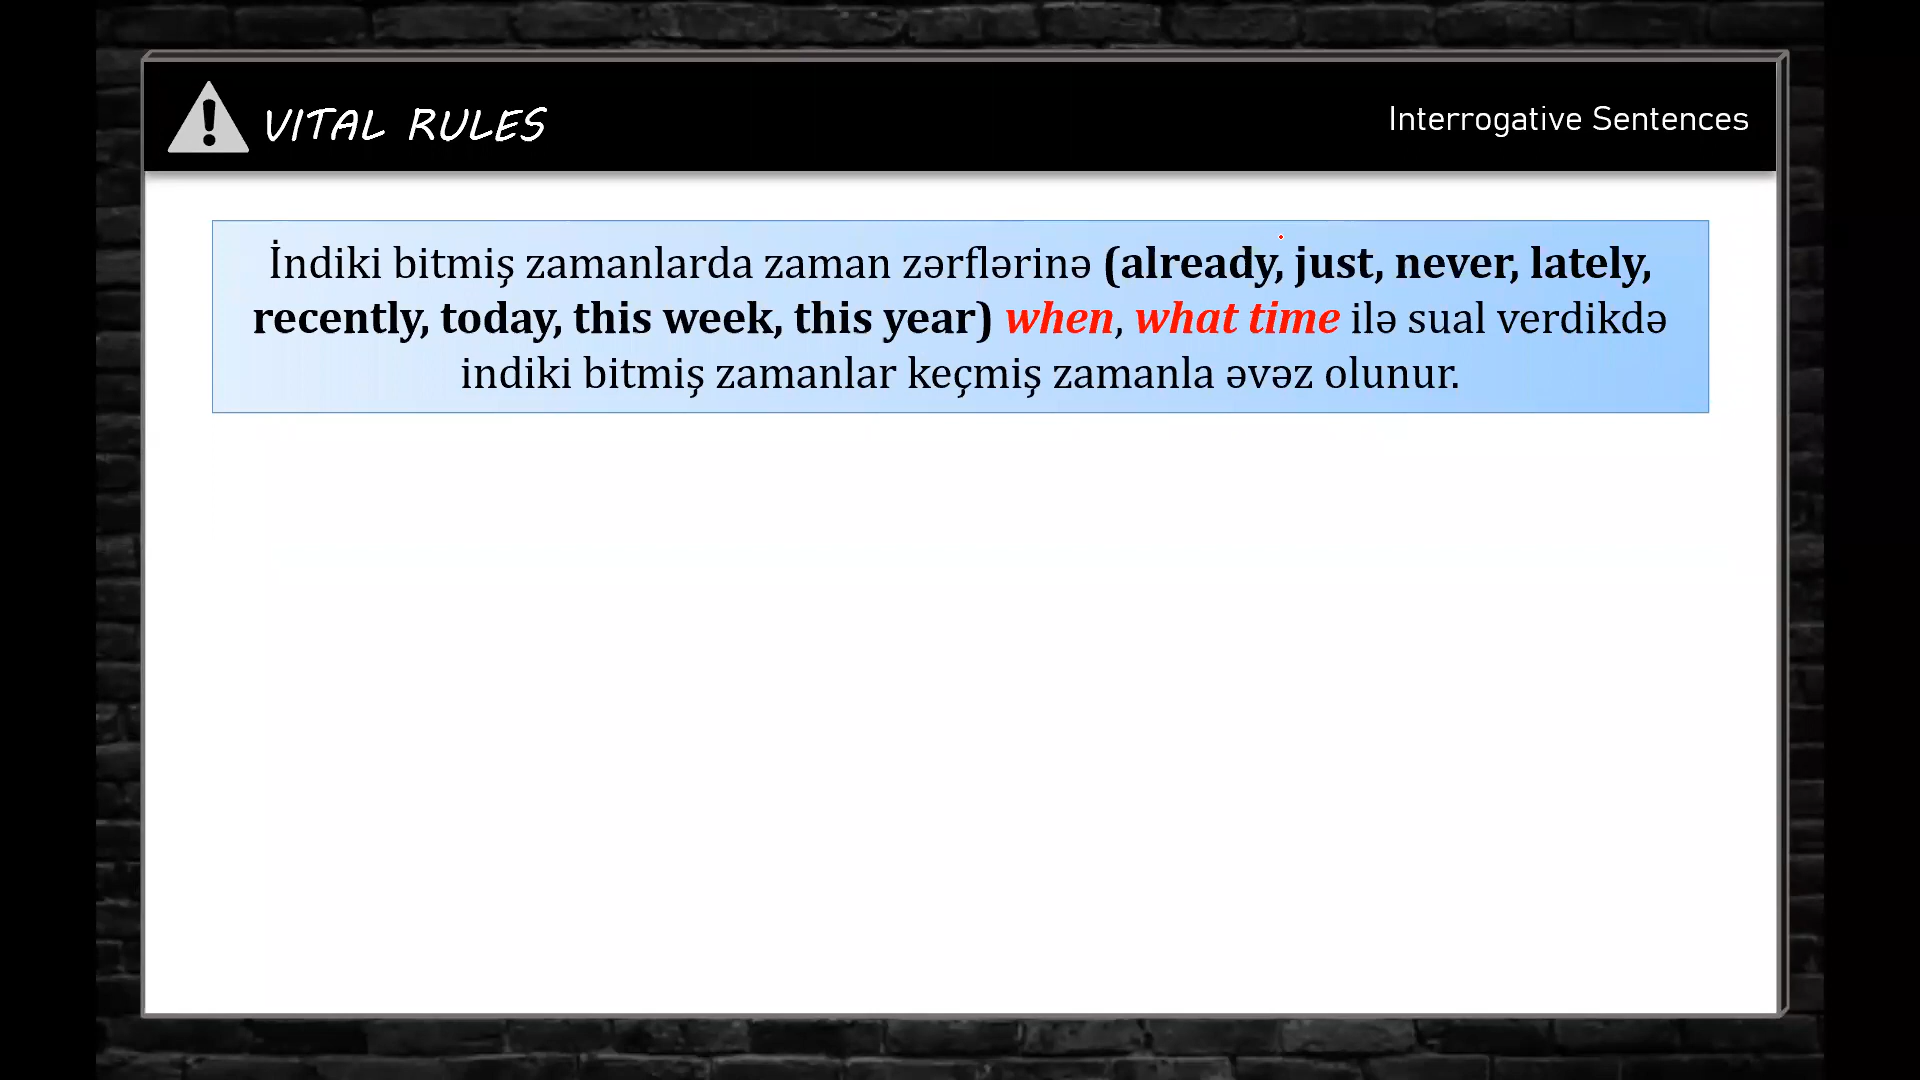 VITAL RULES
Interrogative Sentences
İndiki bitmiş zamanlarda zaman zərflərinə (already, just, never, lately,
recently, today, this week, this year) when, what time ilə sual verdikdə
indiki bitmiş zamanlar keçmiş zamanla əvəz olunur.